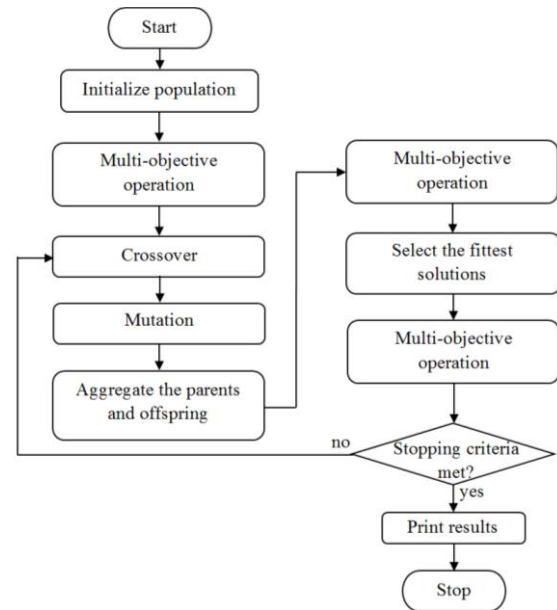 Start
Initialize population
Multi-objective
operation
Crossover
Mutation
Aggregate the parents
and offspring
Multi-objective
operation
Select the fittest
solutions
Multi-objective
operation
no
Stopping criteria
met?
yes
Print results
Stop